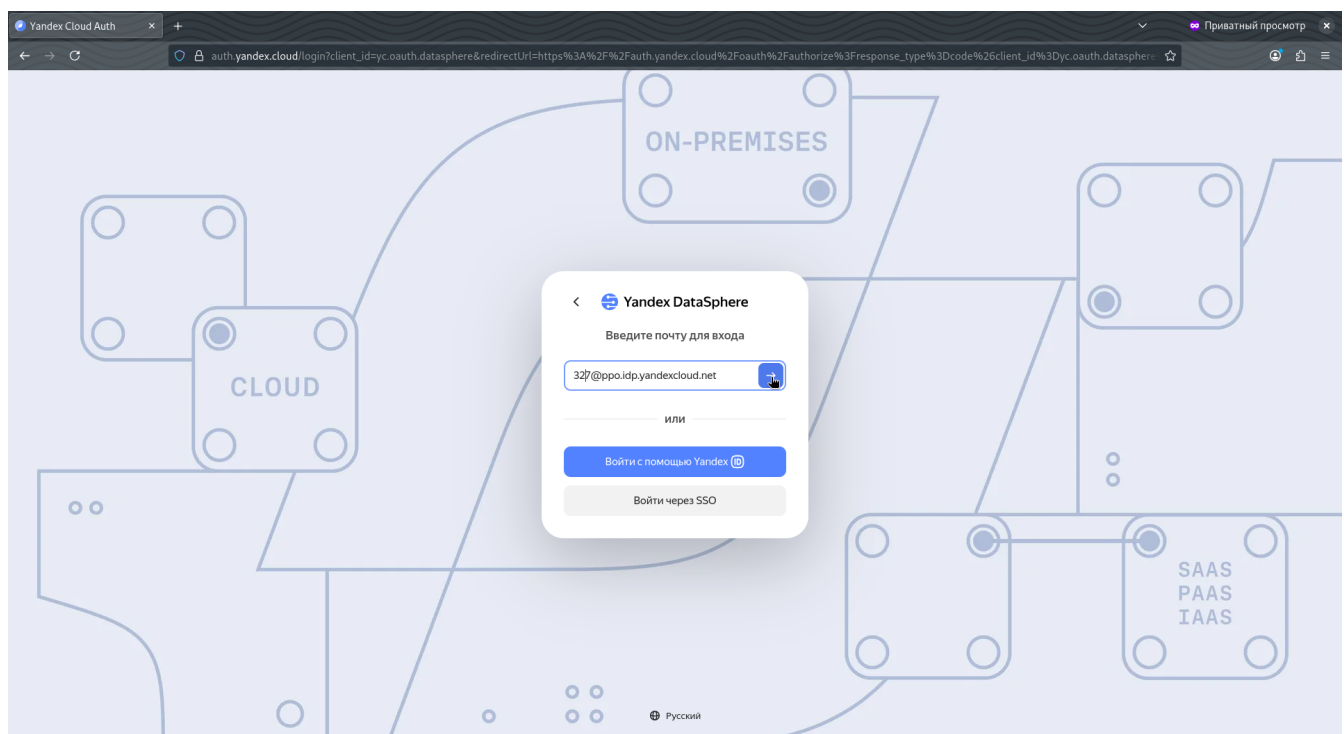 Yandex Cloud Auth
Приватный просмотр
auth.yandex.cloud/login?client_id=yc.oauth.datasphere&redirectUrl=https%3A%2F%2Fauth.yandex.cloud%2Foauth%2Fauthorize%3Fresponse_type%3Dcode%26client_id%3Dyc.oauth.datasphere
ON-PREMISES
CLOUD
Yandex DataSphere
Введите почту для входа
327@ppo.idp.yandexcloud.net
или
Войти с помощью Yandex ID
Войти через SSO
SAAS
PAAS
IAAS
Русский